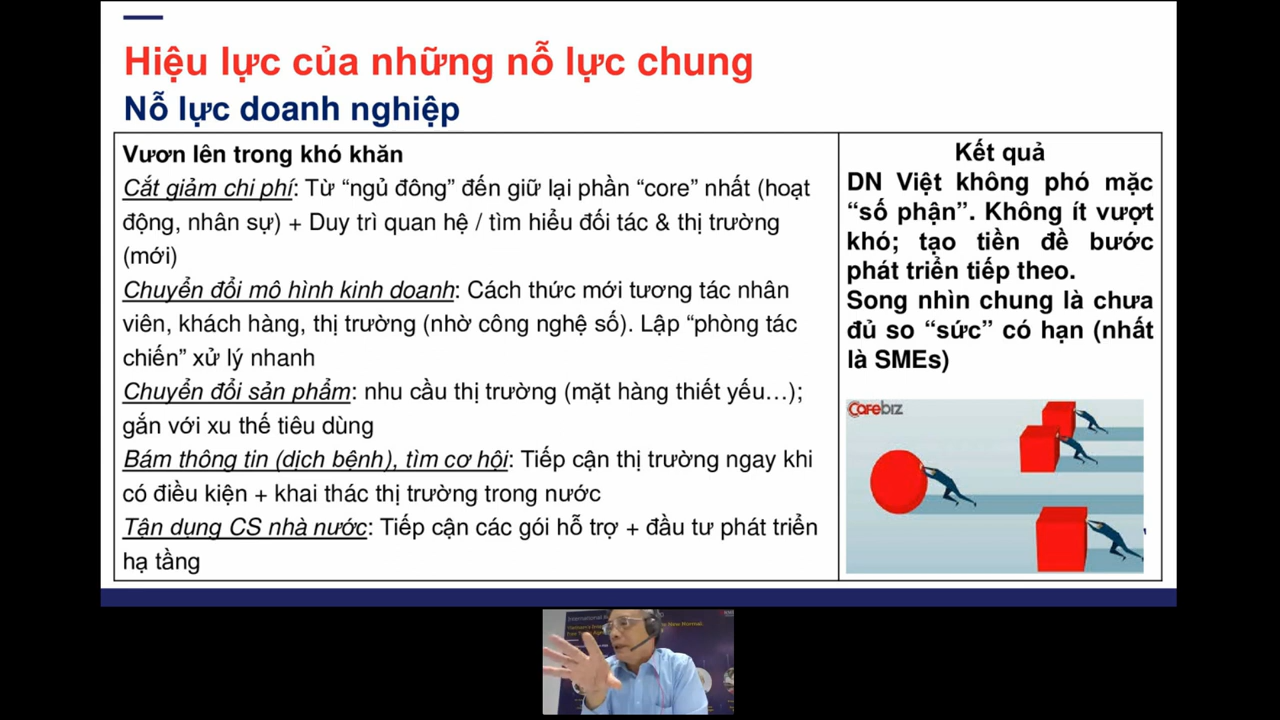 Hiệu lực của những nỗ lực chung
Nỗ lực doanh nghiệp
Vươn lên trong khó khăn
Cắt giảm chi phí: Từ “ngủ đông” đến giữ lại phần “core” nhất (hoạt
động, nhân sự) + Duy trì quan hệ / tìm hiểu đối tác & thị trường
(mới)
Chuyển đổi mô hình kinh doanh: Cách thức mới tương tác nhân
viên, khách hàng, thị trường (nhờ công nghệ số). Lập “phòng tác
chiến” xử lý nhanh
Chuyển đổi sản phẩm: nhu cầu thị trường (mặt hàng thiết yếu…);
gắn với xu thế tiêu dùng
Bám thông tin (dịch bệnh), tìm cơ hội: Tiếp cận thị trường ngay khi
có điều kiện + khai thác thị trường trong nước
Tận dụng CS nhà nước: Tiếp cận các gói hỗ trợ + đầu tư phát triển
hạ tầng
Kết quả
DN Việt không phó mặc
“số phận”. Không ít vượt
khó; tạo tiền đề bước
phát triển tiếp theo.
Song nhìn chung là chưa
đủ so “sức” có hạn (nhất
là SMEs)
Cafebiz
International
New Normal